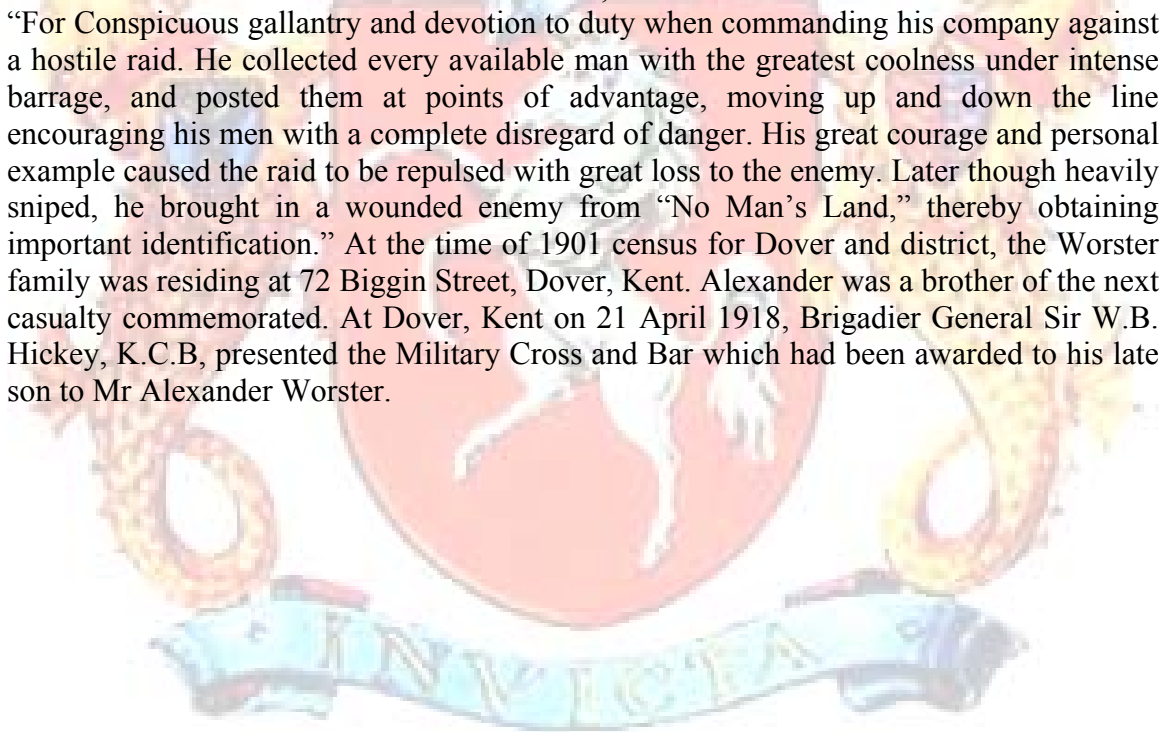 “For Conspicuous gallantry and devotion to duty when commanding his company against
a hostile raid. He collected every available man with the greatest coolness under intense
barrage, and posted them at points of advantage, moving up and down the line
encouraging his men with a complete disregard of danger. His great courage and personal
example caused the raid to be repulsed with great loss to the enemy. Later though heavily
sniped, he brought in a wounded enemy from “No Man’s Land,” thereby obtaining
important identification.” At the time of 1901 census for Dover and district, the Worster
family was residing at 72 Biggin Street, Dover, Kent. Alexander was a brother of the next
casualty commemorated. At Dover, Kent on 21 April 1918, Brigadier General Sir W.B.
Hickey, K.C.B, presented the Military Cross and Bar which had been awarded to his late
son to Mr Alexander Worster.
INVICTA